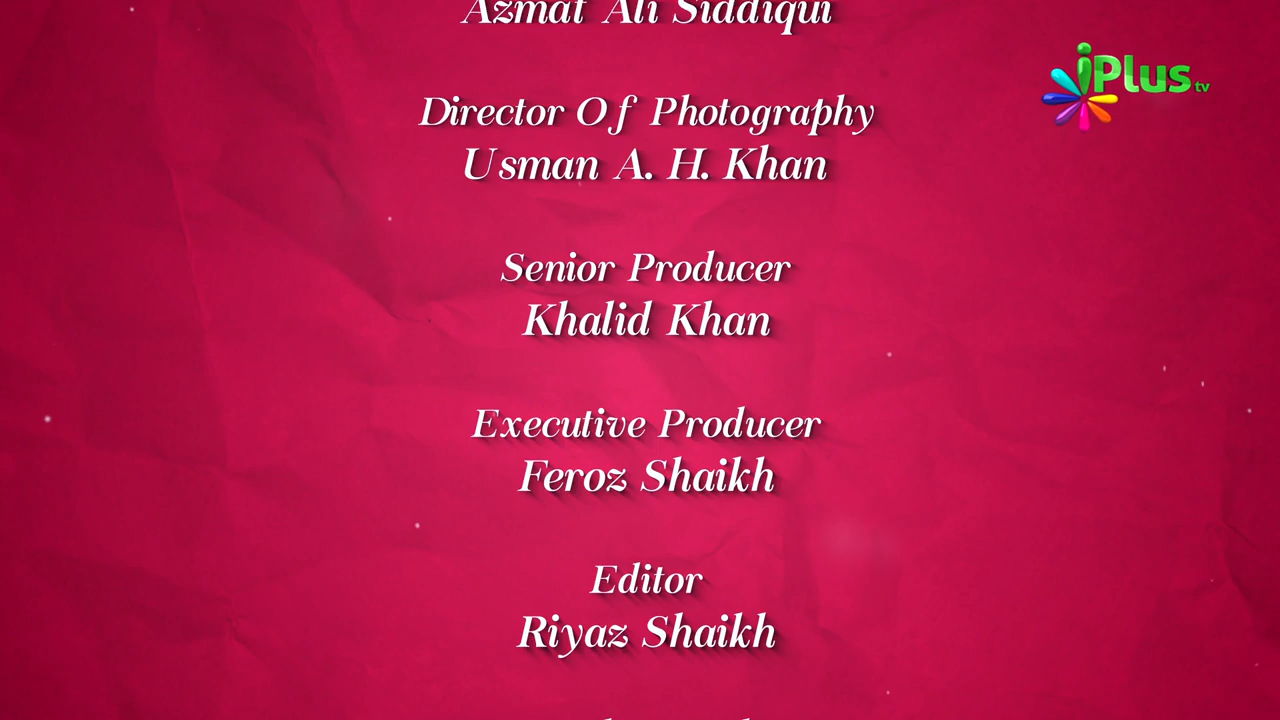 Azmat Ali Siddiqui
iPlus tv
Director Of Photography
Usman A. H. Khan
Senior Producer
Khalid Khan
Executive Producer
Feroz Shaikh
Editor
Riyaz Shaikh